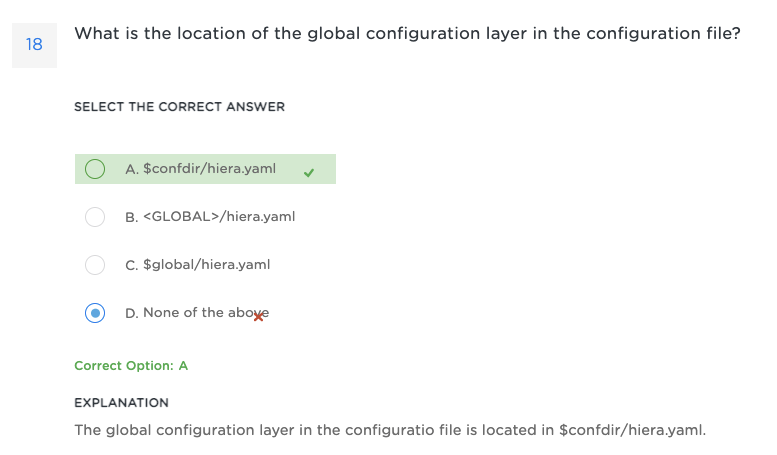 18
What is the location of the global configuration layer in the configuration file?
SELECT THE CORRECT ANSWER
A. $confdir/hiera.yaml
B. <GLOBAL>/hiera.yaml
C. $global/hiera.yaml
D. None of the above
Correct Option: A
EXPLANATION
The global configuration layer in the configuratio file is located in $confdir/hiera.yaml.